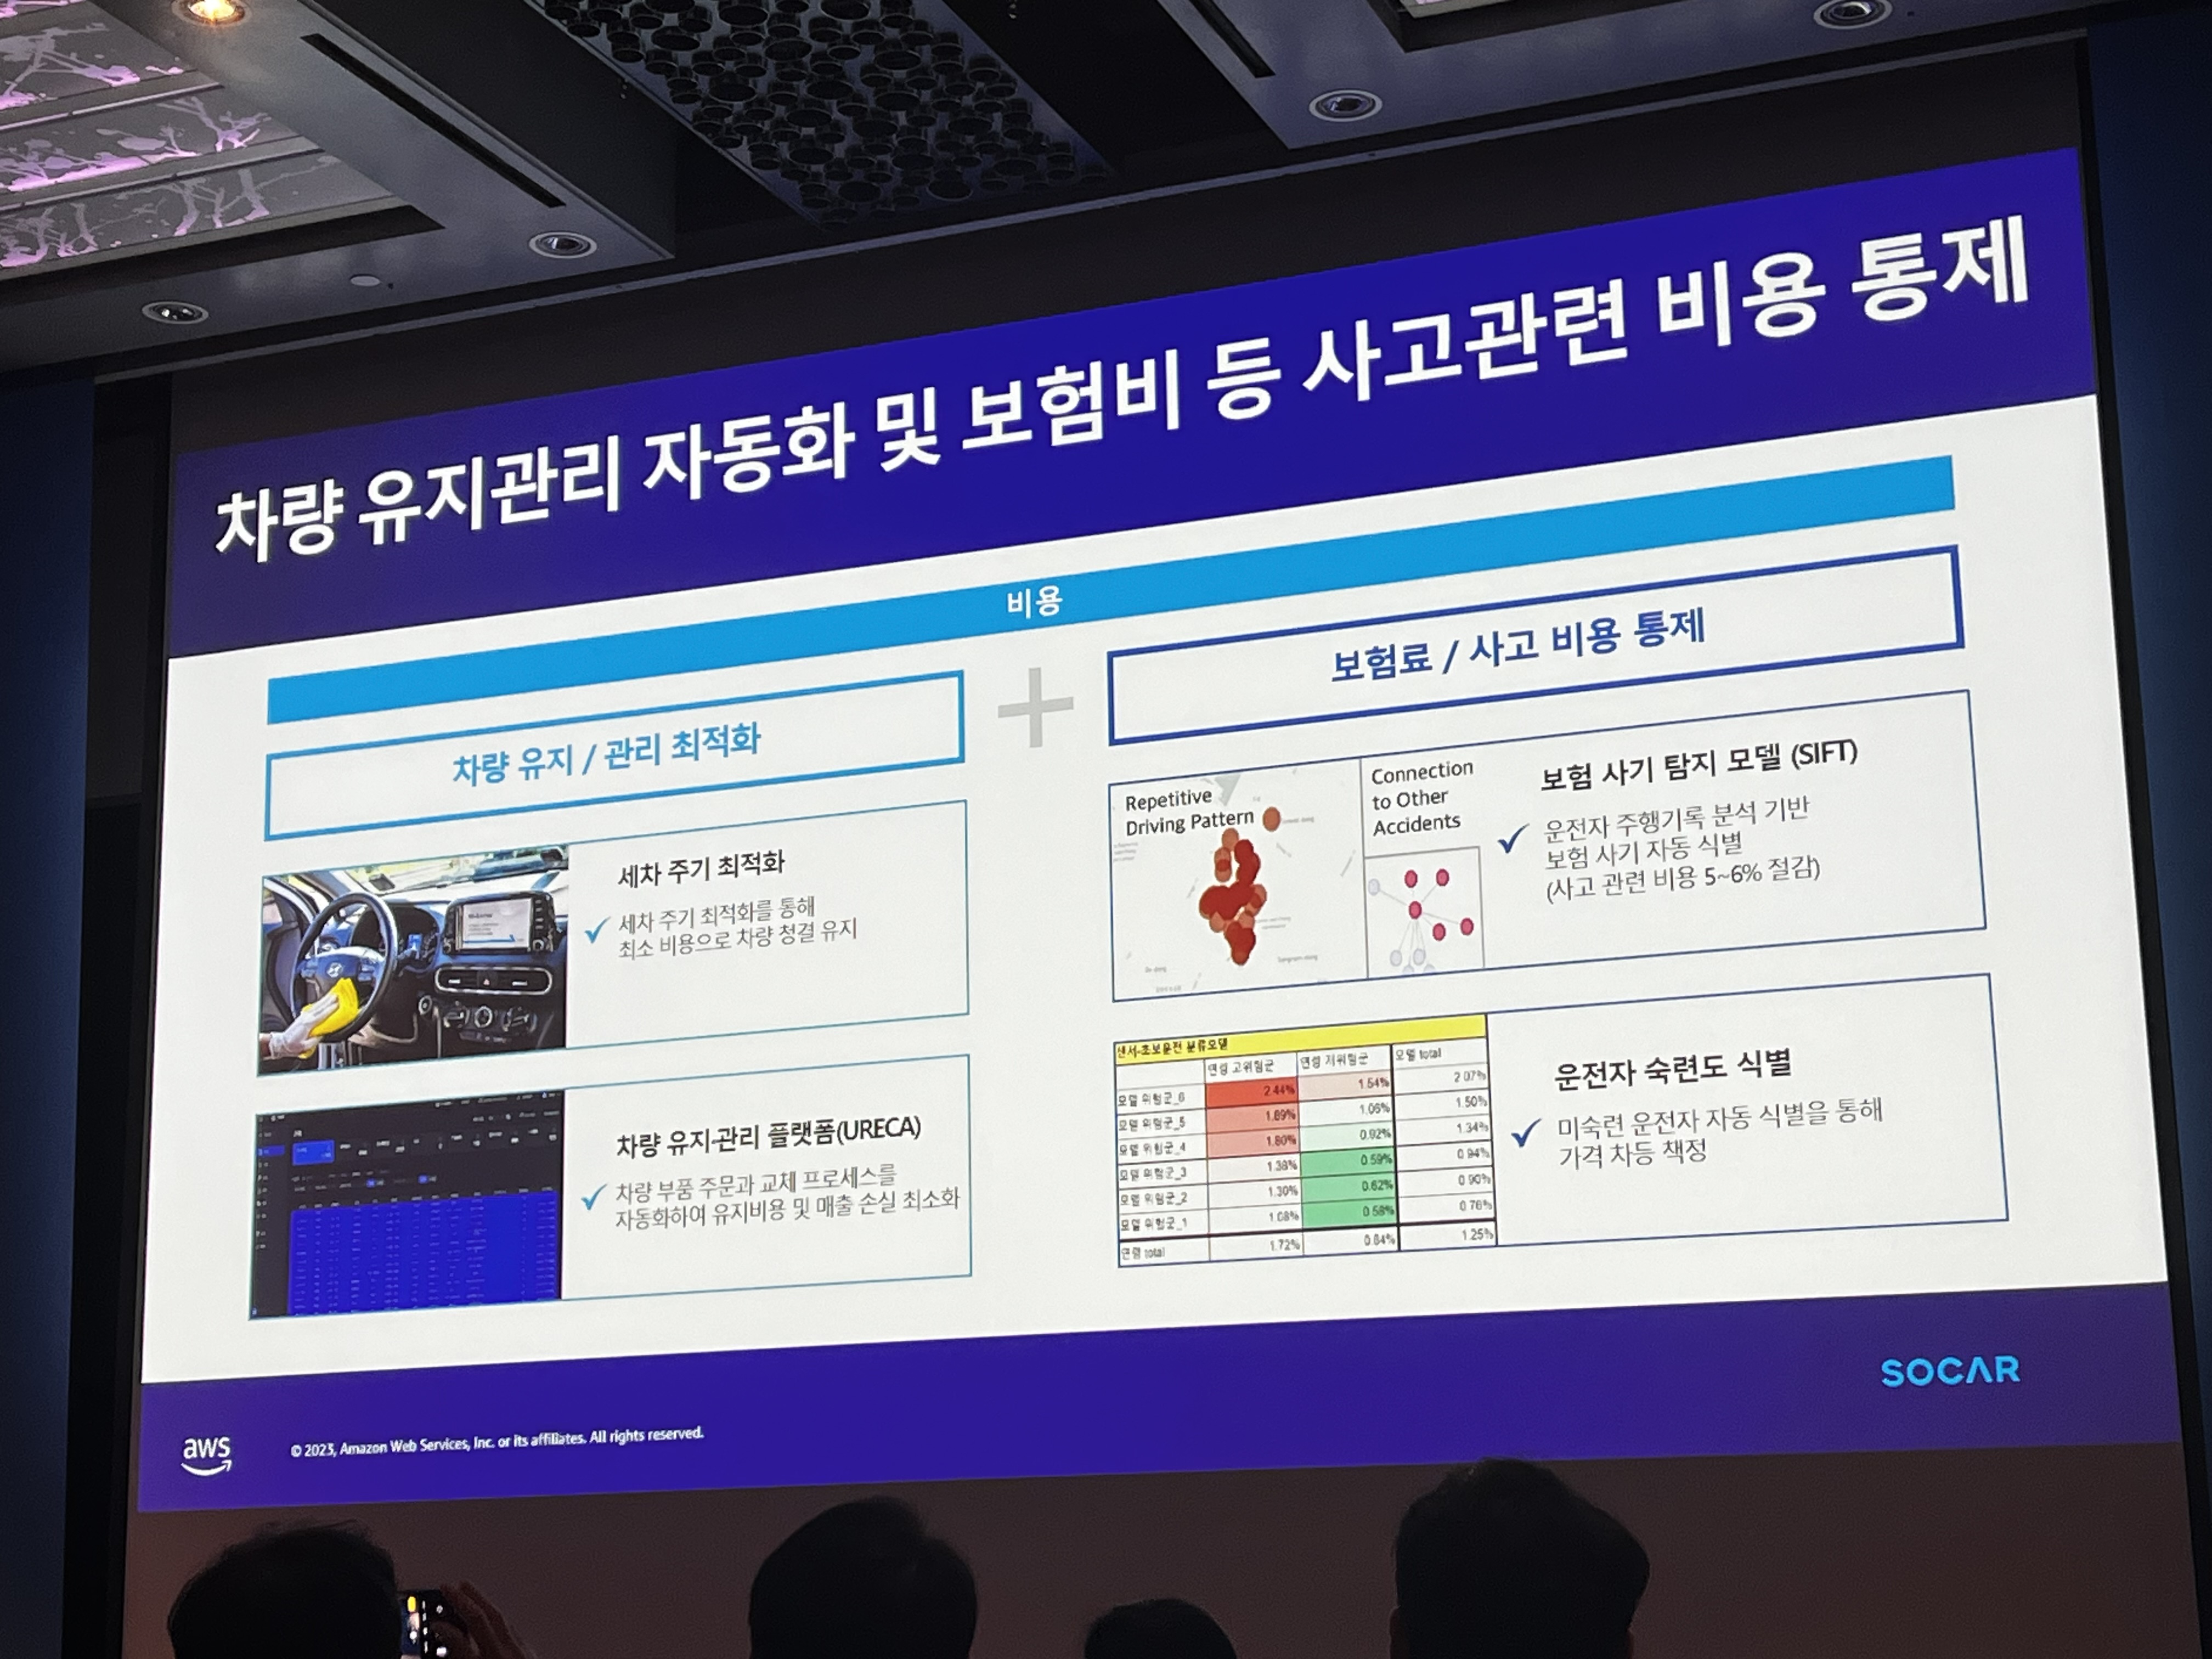 차량 유지관리 자동화 및 보험비 등 사고관련 비용 통제
비용
차량 유지 / 관리 최적화
세차 주기 최적화
세차 주기 최적화를 통해
최소 비용으로 차량 청결 유지
차량 유지·관리 플랫폼(URECA)
차량 부품 주문과 교체 프로세스를
자동화하여 유지비용 및 매출 손실 최소화
보험료 / 사고 비용 통제
Repetitive
Driving Pattern
Connection
to Other
Accidents
보험 사기 탐지 모델 (SIFT)
운전자 주행기록 분석 기반
보험 사기 자동 식별
(사고 관련 비용 5~6% 절감)
센서-초보운전 분류모델
연령 고위험군 연령 저위험군 모델 total
모델 위험군_6 2.44% 1.54% 2.07%
모델 위험군_5 1.89% 1.06% 1.50%
모델 위험군_4 1.80% 0.92% 1.34%
모델 위험군_3 1.38% 0.59% 0.94%
모델 위험군_2 1.30% 0.62% 0.90%
모델 위험군_1 1.08% 0.58% 0.76%
연령 total 1.72% 0.84% 1.25%
운전자 숙련도 식별
미숙련 운전자 자동 식별을 통해
가격 차등 책정
SOCAR
aws
© 2023, Amazon Web Services, Inc. or its affiliates. All rights reserved.